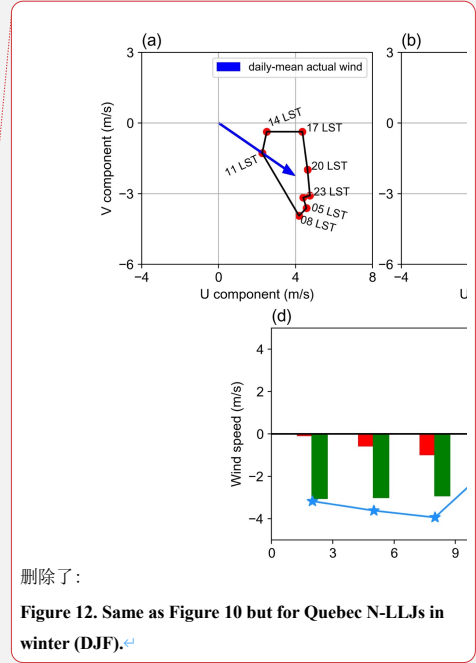 (a)
(b)
daily-mean actual wind
3
0
−3
−6
V component (m/s)
14 LST
17 LST
11 LST
20 LST
23 LST
05 LST
08 LST
−4
0
4
8
U component (m/s)
3
0
−3
−6
−4
U
(d)
4
2
0
−2
−4
Wind speed (m/s)
0
3
6
9
删除了:
Figure 12. Same as Figure 10 but for Quebec N-LLJs in
winter (DJF).↵